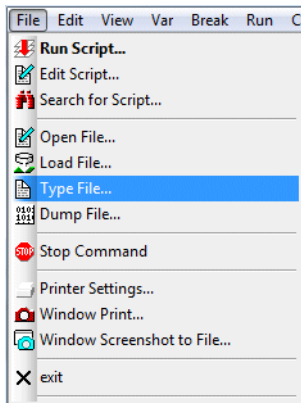 File Edit View Var Break Run
Run Script...
Edit Script...
Search for Script...
Open File...
Load File...
Type File...
Dump File...
STOP Stop Command
Printer Settings...
Window Print...
Window Screenshot to File...
exit